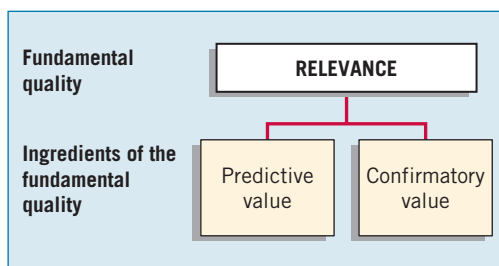 Fundamental
quality
RELEVANCE
Ingredients of the
fundamental
quality
Predictive
value
Confirmatory
value